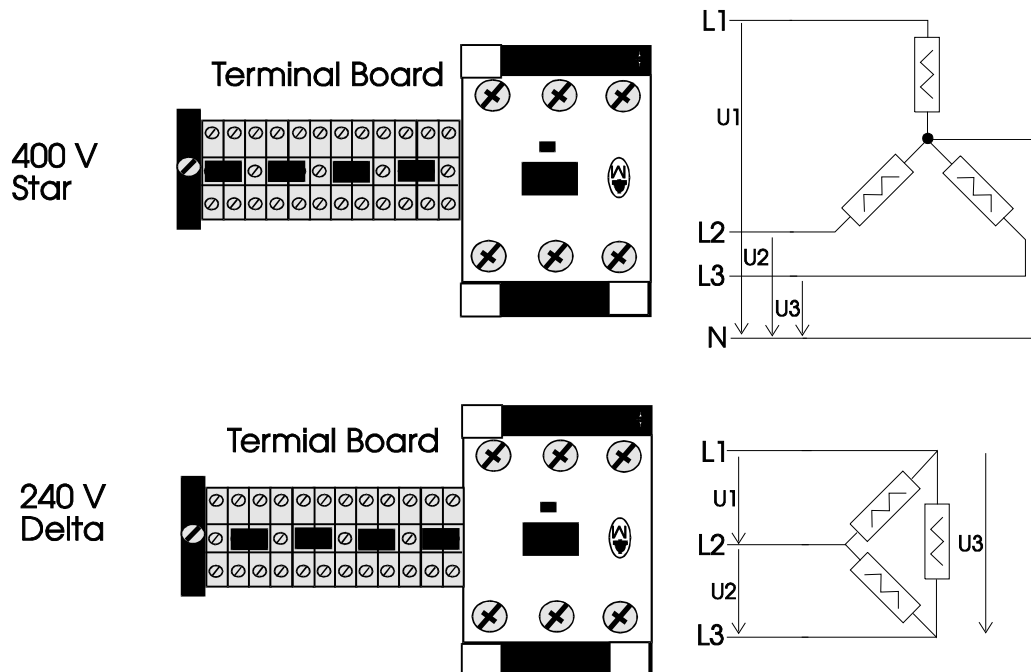 Terminal Board
400 V
Star
L1
U1
L2
U2
L3
U3
N
Termial Board
240 V
Delta
L1
U1
L2
U3
U2
L3